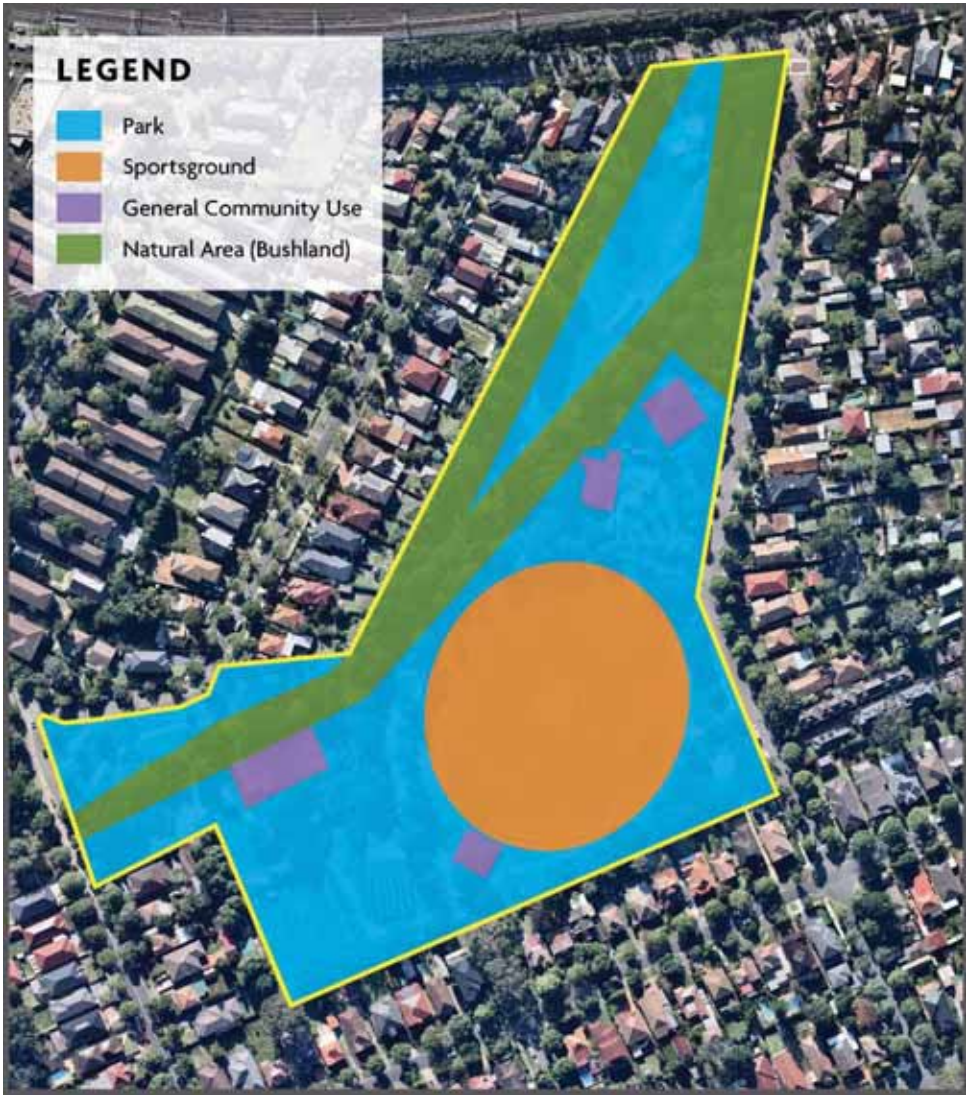 LEGEND
Park
Sportsground
General Community Use
Natural Area (Bushland)